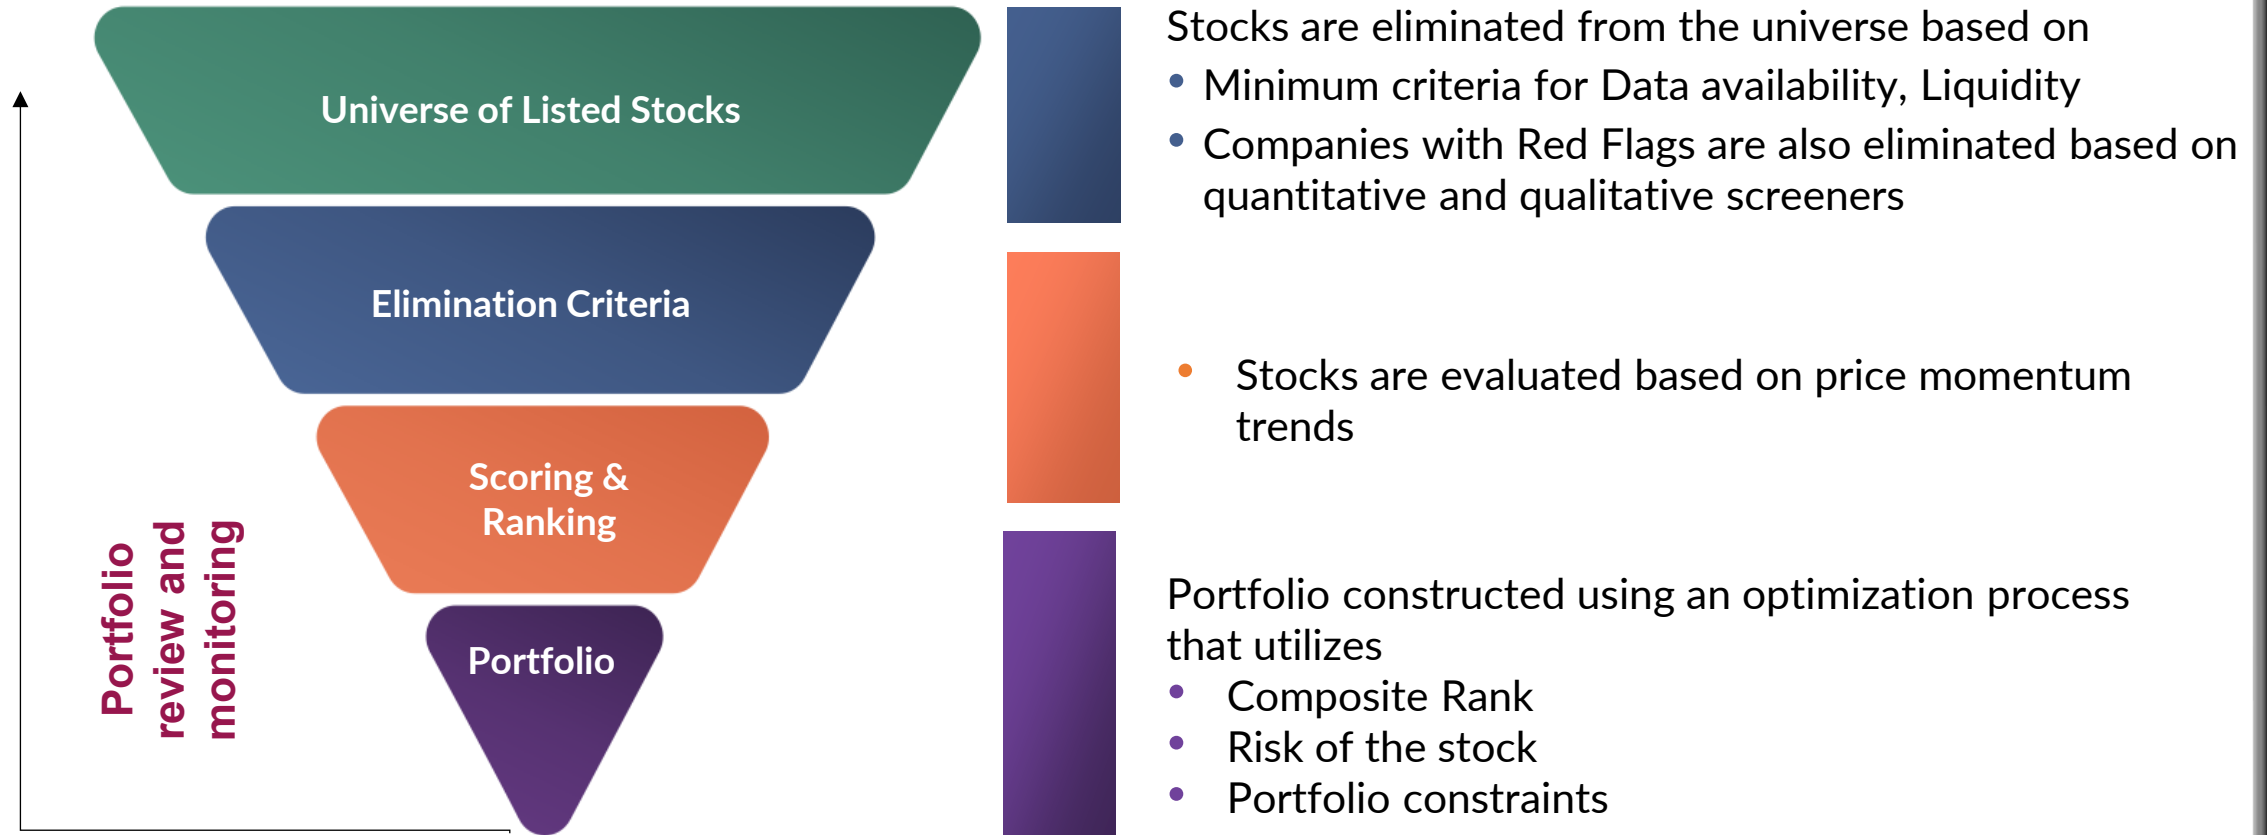 Universe of Listed Stocks
Elimination Criteria
Scoring &
Ranking
Portfolio
Portfolio
review and
monitoring
Stocks are eliminated from the universe based on
• Minimum criteria for Data availability, Liquidity
• Companies with Red Flags are also eliminated based on
quantitative and qualitative screeners
• Stocks are evaluated based on price momentum
trends
Portfolio constructed using an optimization process
that utilizes
• Composite Rank
• Risk of the stock
• Portfolio constraints